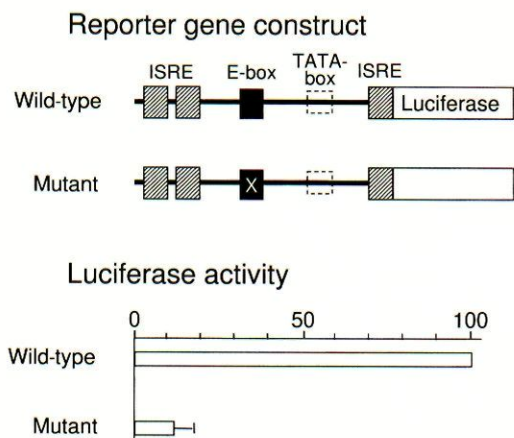 Reporter gene construct
ISRE E-box TATA-box ISRE
Wild-type Luciferase
Mutant X
Luciferase activity
0 50 100
Wild-type
Mutant